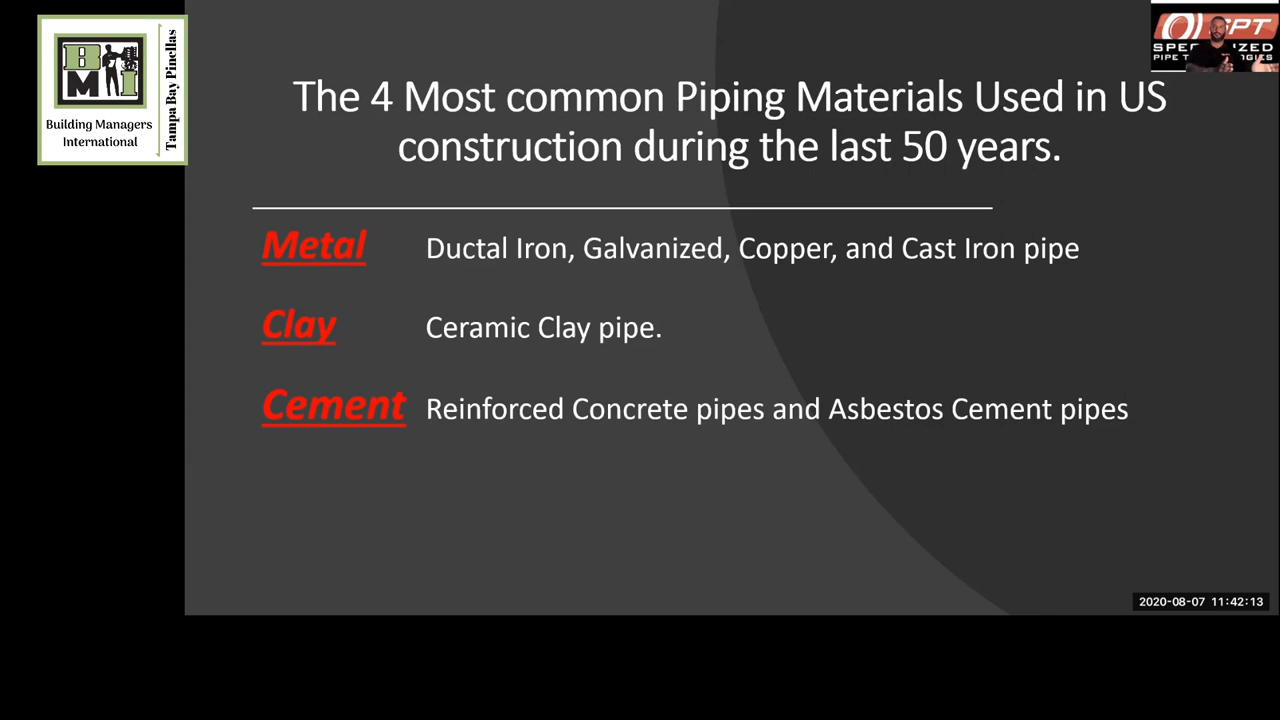 BMI
Building Managers
International
Tampa Bay Pinellas
SPT
The 4 Most common Piping Materials Used in US
construction during the last 50 years.
Metal Ductal Iron, Galvanized, Copper, and Cast Iron pipe
Clay Ceramic Clay pipe.
Cement Reinforced Concrete pipes and Asbestos Cement pipes
2020-08-07 11:42:13